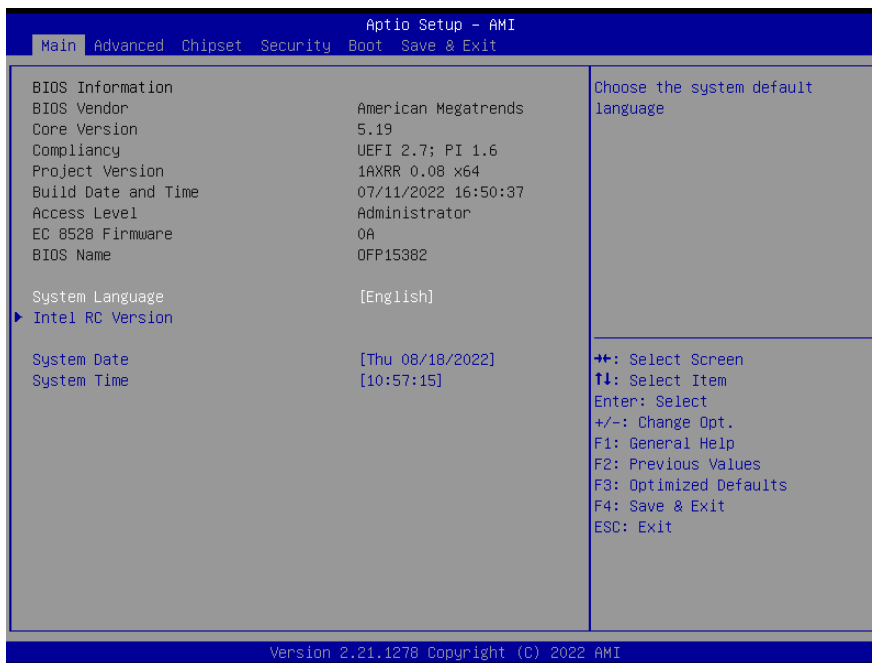 Aptio Setup - AMI
Main Advanced Chipset Security Boot Save & Exit
BIOS Information
BIOS Vendor American Megatrends
Core Version 5.19
Compliancy UEFI 2.7; PI 1.6
Project Version 1AXRR 0.08 x64
Build Date and Time 07/11/2022 16:50:37
Access Level Administrator
EC 8528 Firmware 0A
BIOS Name OFP15382
System Language [English]
Intel RC Version
System Date [Thu 08/18/2022]
System Time [10:57:15]
Choose the system default
language
→←: Select Screen
↑↓: Select Item
Enter: Select
+/-: Change Opt.
F1: General Help
F2: Previous Values
F3: Optimized Defaults
F4: Save & Exit
ESC: Exit
Version 2.21.1278 Copyright (C) 2022 AMI